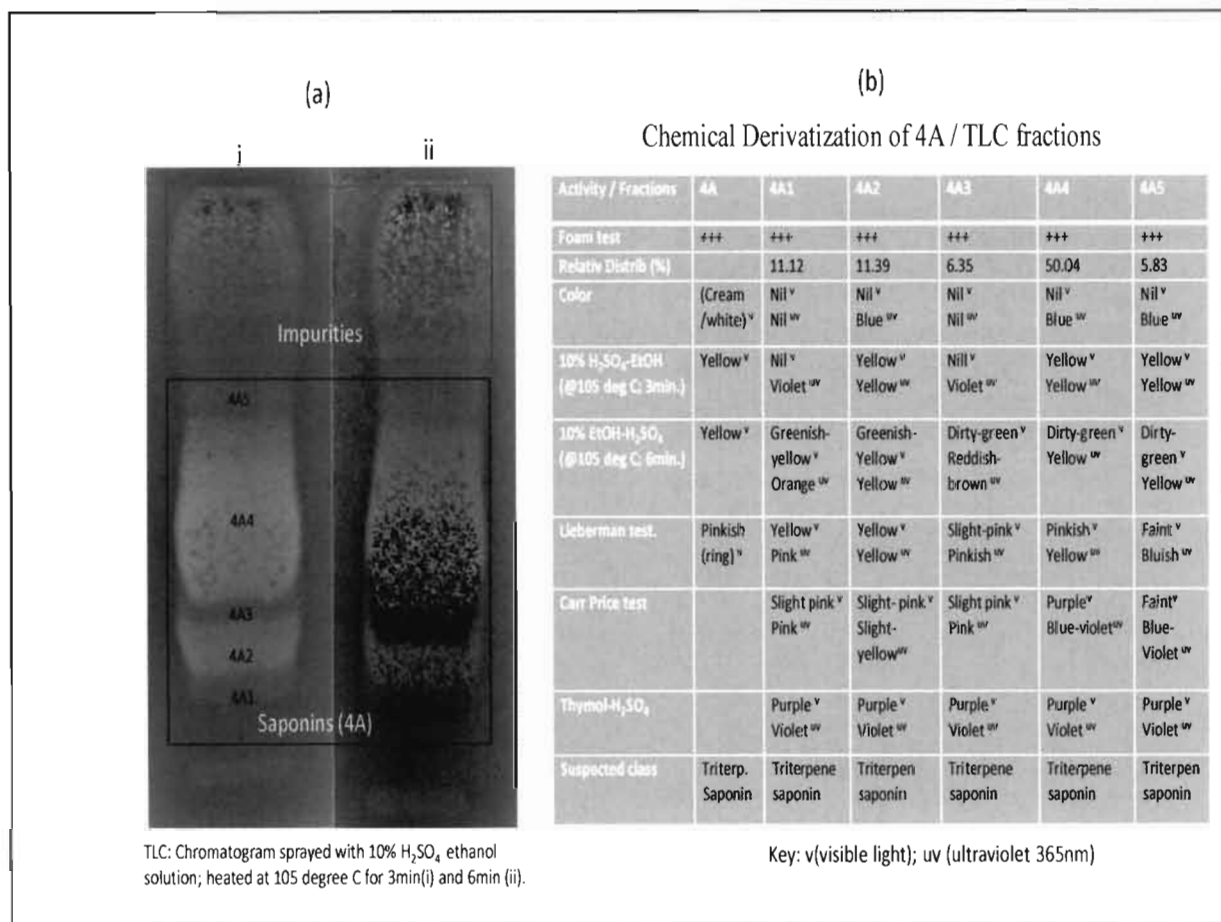 (a)
j
ii
Impurities
4A5
4A4
4A3
4A2
4A1
Saponins (4A)
TLC: Chromatogram sprayed with 10% H₂SO₄ ethanol
solution; heated at 105 degree C for 3min(i) and 6min (ii).
(b)
Chemical Derivatization of 4A / TLC fractions
Activity / Fractions 4A 4A1 4A2 4A3 4A4 4A5
Foam test +++ +++ +++ +++ +++ +++
Relativ Distrib (%) 11.12 11.39 6.35 50.04 5.83
Color (Cream Nil ᵛ Nil ᵛ Nil ᵛ Nil ᵛ Nil ᵛ
/white) ᵛ Nil ᵘᵛ Blue ᵘᵛ Nil ᵘᵛ Blue ᵘᵛ Blue ᵘᵛ
10% H₂SO₄-EtOH Yellow ᵛ Nil ᵛ Yellow ᵛ Nill ᵛ Yellow ᵛ Yellow ᵛ
(@105 deg C; 3min.) Violet ᵘᵛ Yellow ᵘᵛ Violet ᵘᵛ Yellow ᵘᵛ Yellow ᵘᵛ
10% EtOH-H₂SO₄ Yellow ᵛ Greenish- Greenish- Dirty-green ᵛ Dirty-green ᵛ Dirty-
(@105 deg C; 6min.) yellow ᵛ Yellow ᵛ Reddish- Yellow ᵘᵛ green ᵛ
Orange ᵘᵛ Yellow ᵘᵛ brown ᵘᵛ Yellow ᵘᵛ
Lieberman test. Pinkish Yellow ᵛ Yellow ᵛ Slight-pink ᵛ Pinkish ᵛ Faint ᵛ
(ring) ᵛ Pink ᵘᵛ Yellow ᵘᵛ Pinkish ᵘᵛ Yellow ᵘᵛ Bluish ᵘᵛ
Carr Price test Slight pink ᵛ Slight- pink ᵛ Slight pink ᵛ Purple ᵛ Faint ᵛ
Pink ᵘᵛ Slight- Pink ᵘᵛ Blue-violet ᵘᵛ Blue-
yellow ᵘᵛ Violet ᵘᵛ
Thymol-H₂SO₄ Purple ᵛ Purple ᵛ Purple ᵛ Purple ᵛ Purple ᵛ
Violet ᵘᵛ Violet ᵘᵛ Violet ᵘᵛ Violet ᵘᵛ Violet ᵘᵛ
Suspected class Triterp. Triterpene Triterpen Triterpene Triterpene Triterpen
Saponin saponin saponin saponin saponin saponin
Key: v(visible light); uv (ultraviolet 365nm)